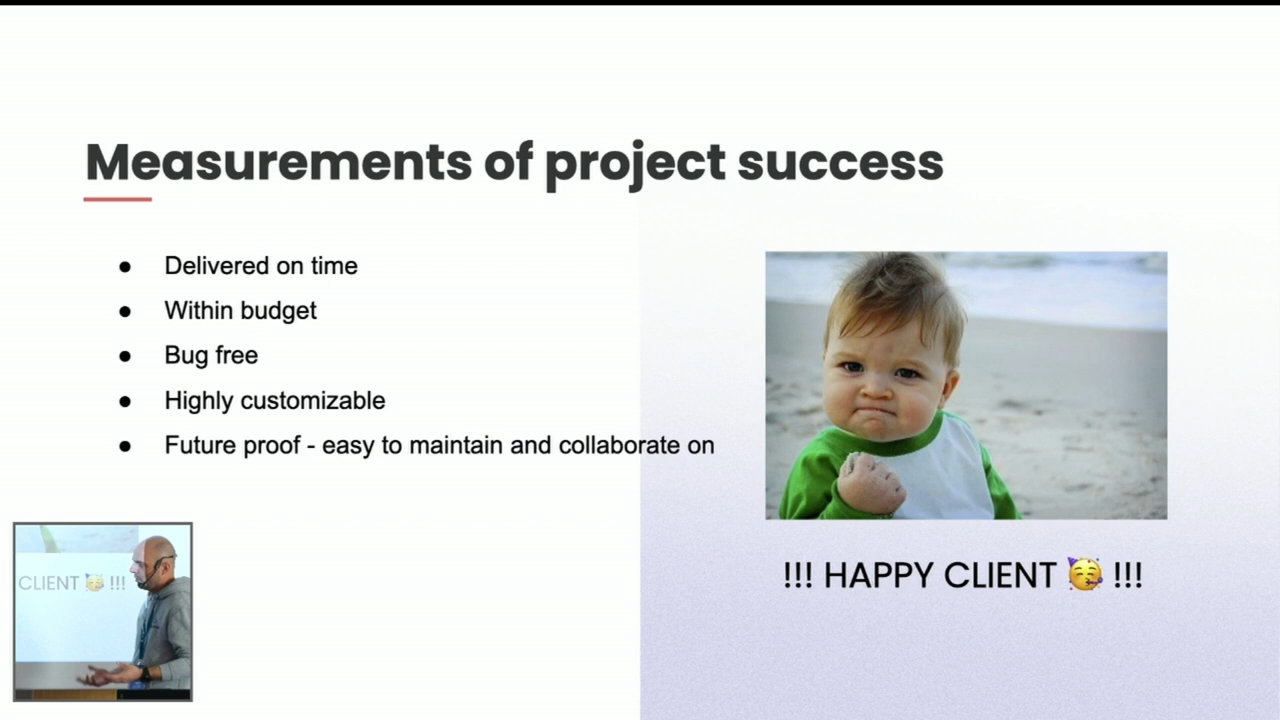 Measurements of project success
● Delivered on time
● Within budget
● Bug free
● Highly customizable
● Future proof - easy to maintain and collaborate on
!!! HAPPY CLIENT 🥳 !!!
CLIENT 🥳 !!!